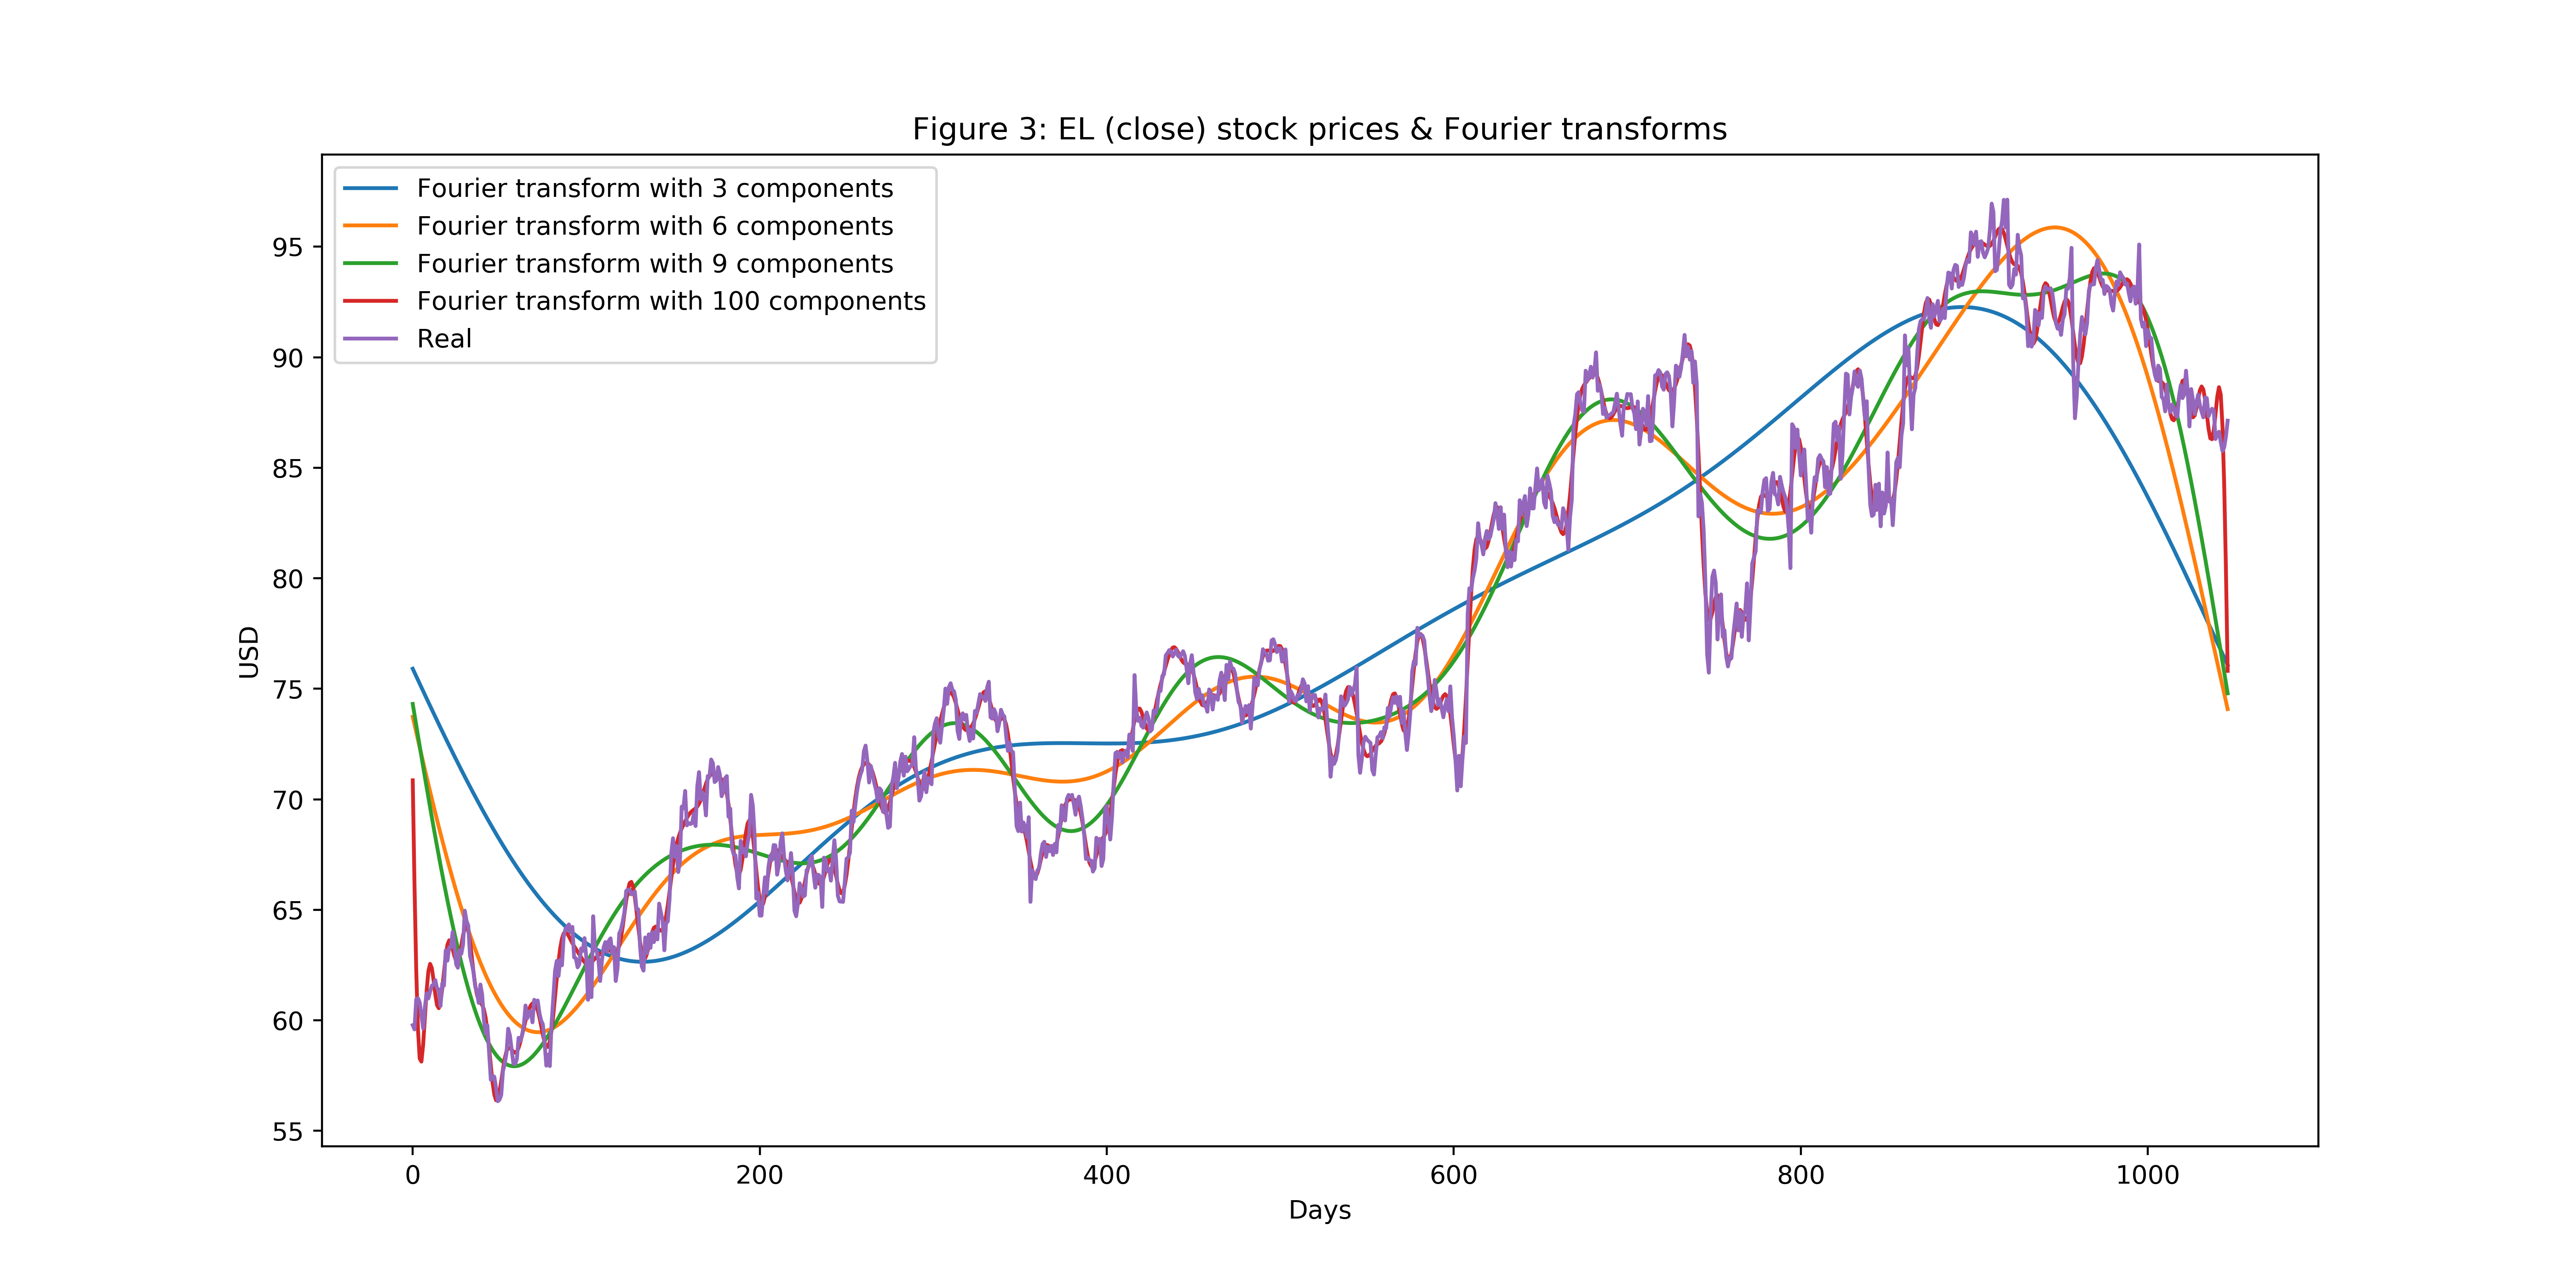 Figure 3: EL (close) stock prices & Fourier transforms
Fourier transform with 3 components
Fourier transform with 6 components
Fourier transform with 9 components
Fourier transform with 100 components
Real
95
90
85
80
75
70
65
60
55
USD
0 200 400 600 800 1000
Days